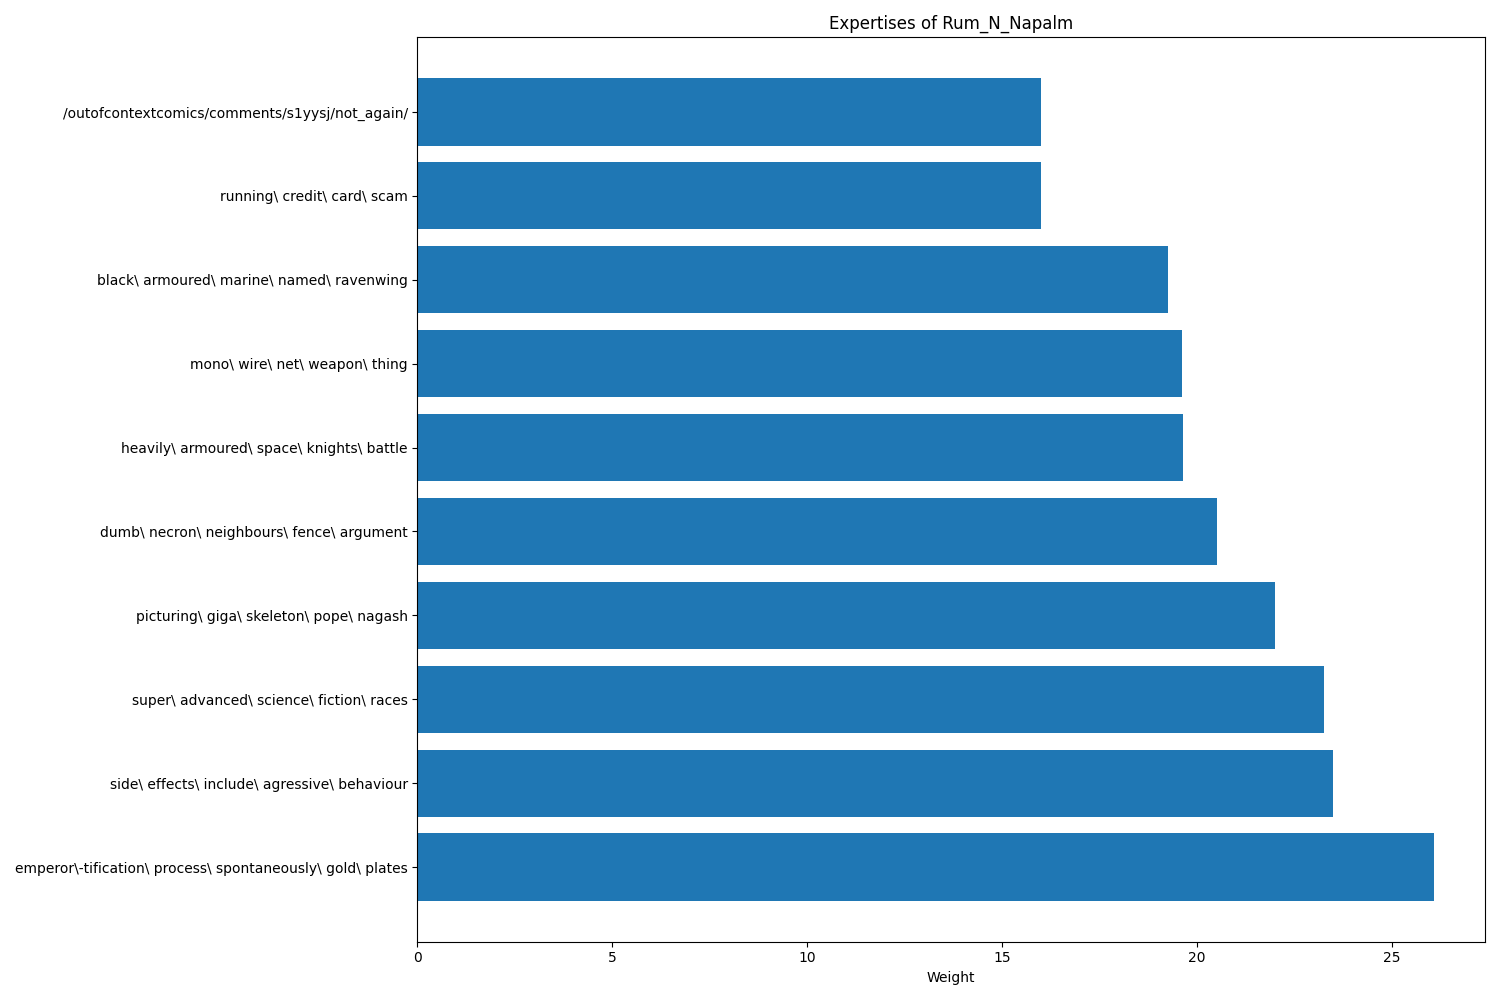 Expertises of Rum_N_Napalm
/outofcontextcomics/comments/s1yysj/not_again/
running\ credit\ card\ scam
black\ armoured\ marine\ named\ ravenwing
mono\ wire\ net\ weapon\ thing
heavily\ armoured\ space\ knights\ battle
dumb\ necron\ neighbours\ fence\ argument
picturing\ giga\ skeleton\ pope\ nagash
super\ advanced\ science\ fiction\ races
side\ effects\ include\ agressive\ behaviour
emperor\-tification\ process\ spontaneously\ gold\ plates
0 5 10 15 20 25
Weight